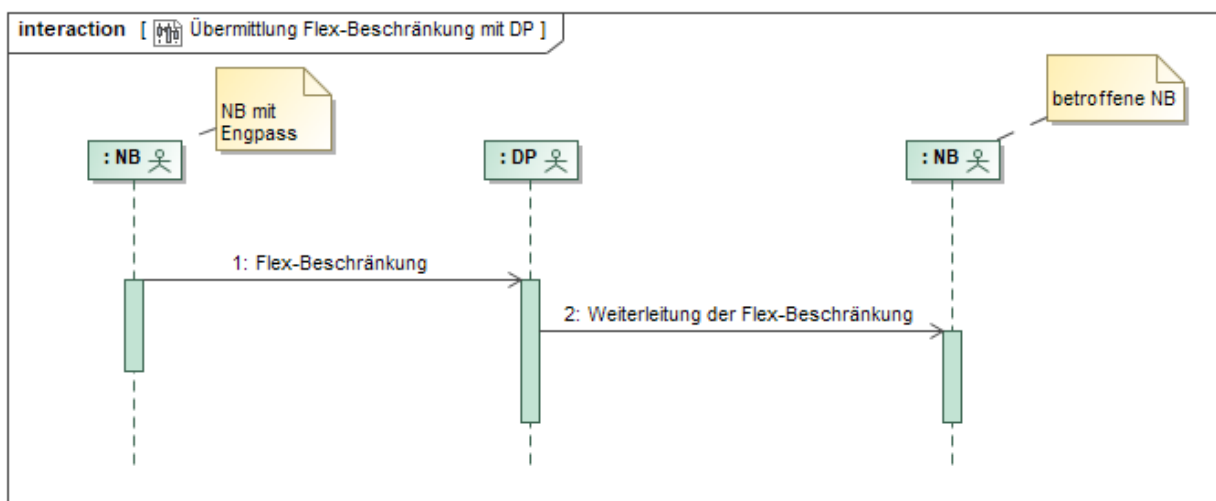 interaction [ Übermittlung Flex-Beschränkung mit DP ]
NB mit
Engpass
betroffene NB
: NB
: DP
: NB
1: Flex-Beschränkung
2: Weiterleitung der Flex-Beschränkung